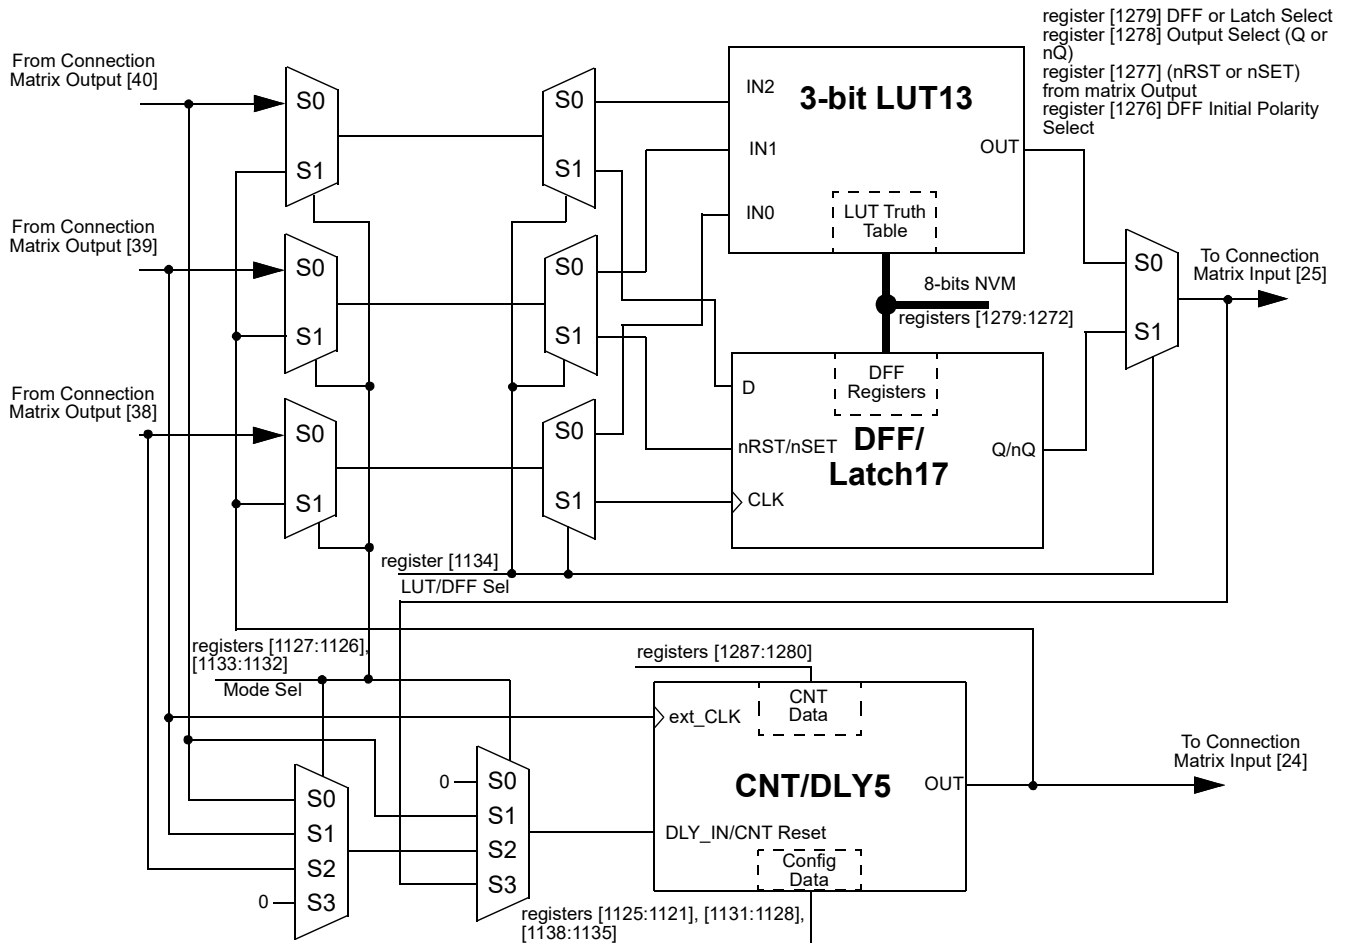 register [1279] DFF or Latch Select
register [1278] Output Select (Q or
nQ)
register [1277] (nRST or nSET)
from matrix Output
register [1276] DFF Initial Polarity
Select
From Connection
Matrix Output [40]
S0
S1
S0
S1
IN2
3-bit LUT13
IN1
OUT
IN0
LUT Truth
Table
From Connection
Matrix Output [39]
S0
S1
S0
S1
8-bits NVM
registers [1279:1272]
S0
S1
To Connection
Matrix Input [25]
From Connection
Matrix Output [38]
S0
S1
S0
S1
D
DFF
Registers
nRST/nSET
DFF/
Latch17
Q/nQ
CLK
register [1134]
LUT/DFF Sel
registers [1127:1126],
[1133:1132]
Mode Sel
registers [1287:1280]
ext_CLK
CNT
Data
CNT/DLY5
OUT
To Connection
Matrix Input [24]
DLY_IN/CNT Reset
Config
Data
0
S0
S1
S2
S3
S0
S1
S2
0
S3
registers [1125:1121], [1131:1128],
[1138:1135]